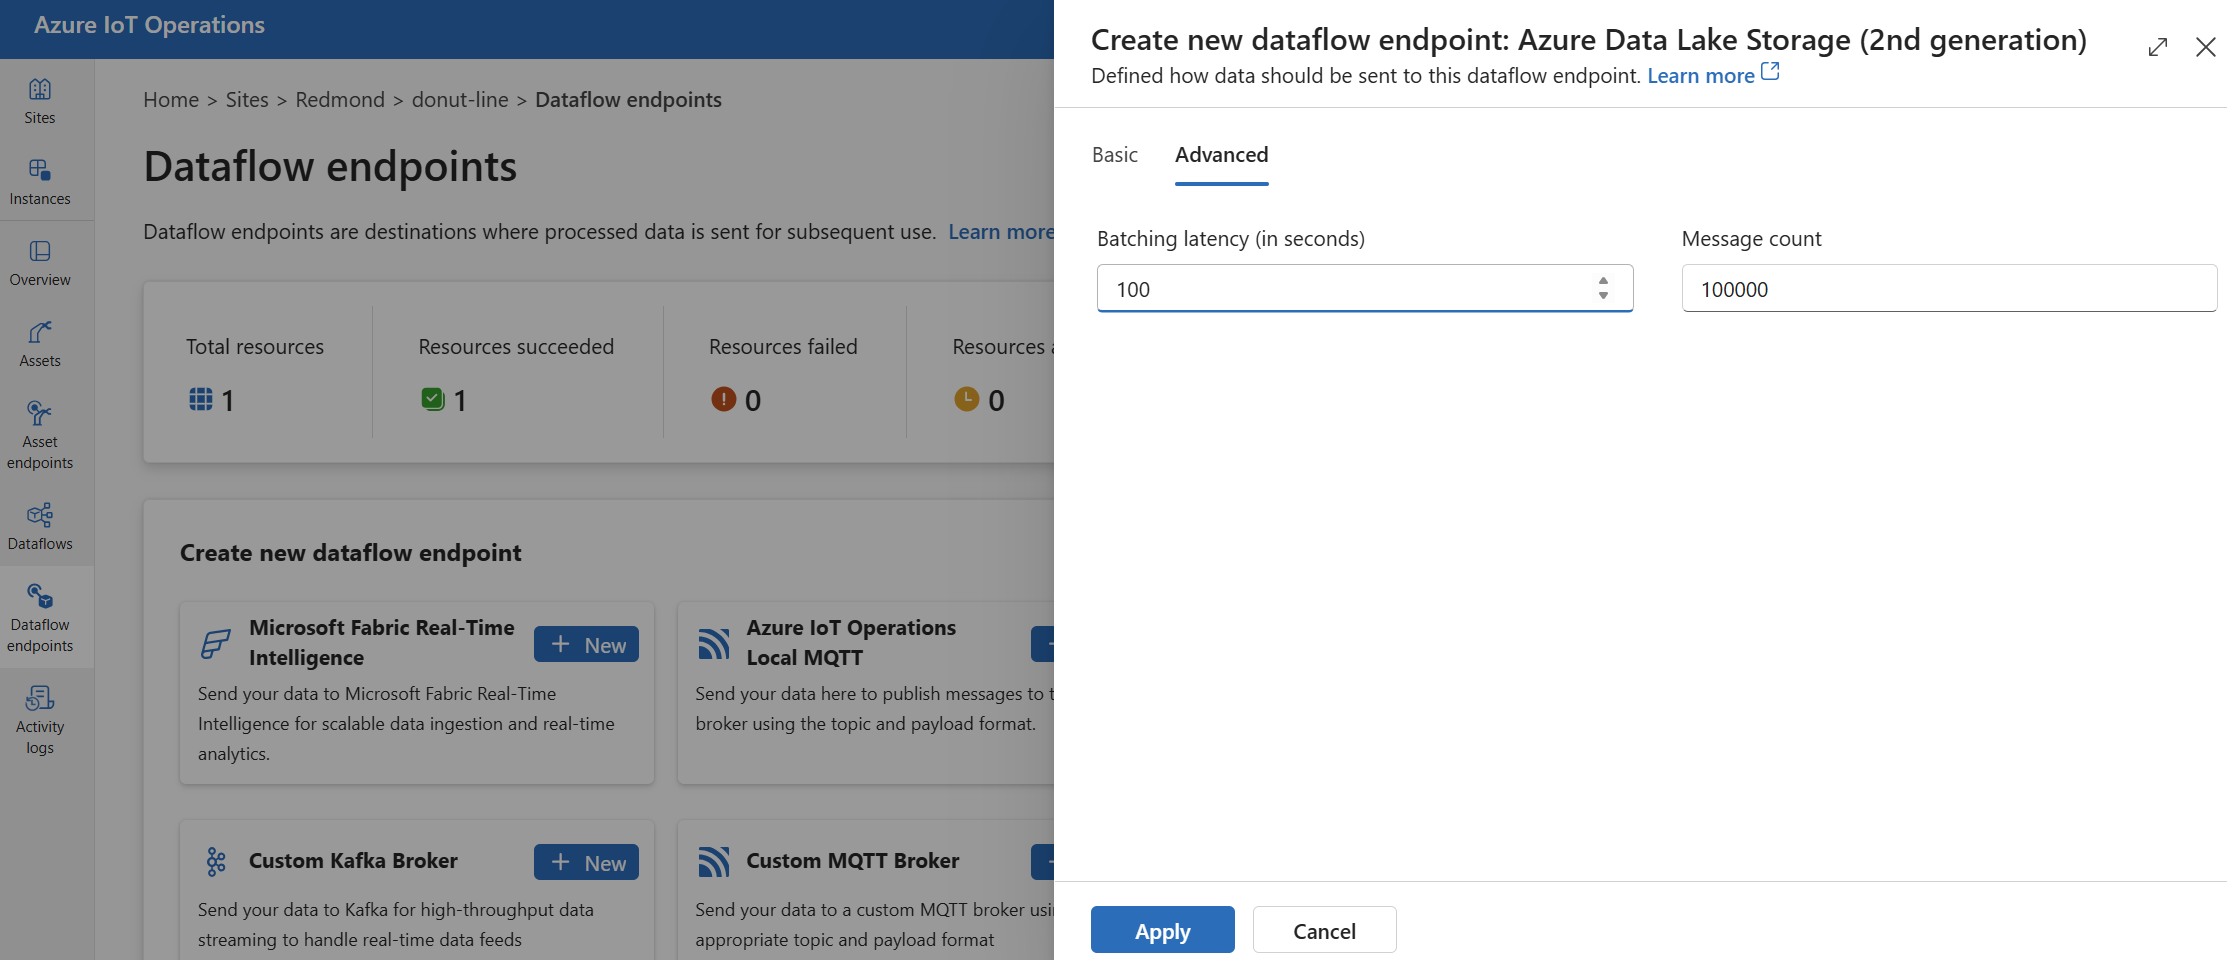 Azure IoT Operations
Sites
Instances
Overview
Assets
Asset
endpoints
Dataflows
Dataflow
endpoints
Activity
logs
Home > Sites > Redmond > donut-line > Dataflow endpoints
Dataflow endpoints
Dataflow endpoints are destinations where processed data is sent for subsequent use. Learn more
Total resources
1
Resources succeeded
1
Resources failed
0
Resources
0
Create new dataflow endpoint
Microsoft Fabric Real-Time
Intelligence
+ New
Send your data to Microsoft Fabric Real-Time
Intelligence for scalable data ingestion and real-time
analytics.
Azure IoT Operations
Local MQTT
Send your data here to publish messages to
broker using the topic and payload format.
Custom Kafka Broker
+ New
Send your data to Kafka for high-throughput data
streaming to handle real-time data feeds
Custom MQTT Broker
Send your data to a custom MQTT broker
appropriate topic and payload format
Create new dataflow endpoint: Azure Data Lake Storage (2nd generation)
Defined how data should be sent to this dataflow endpoint. Learn more
Basic
Advanced
Batching latency (in seconds)
100
Message count
100000
Apply
Cancel